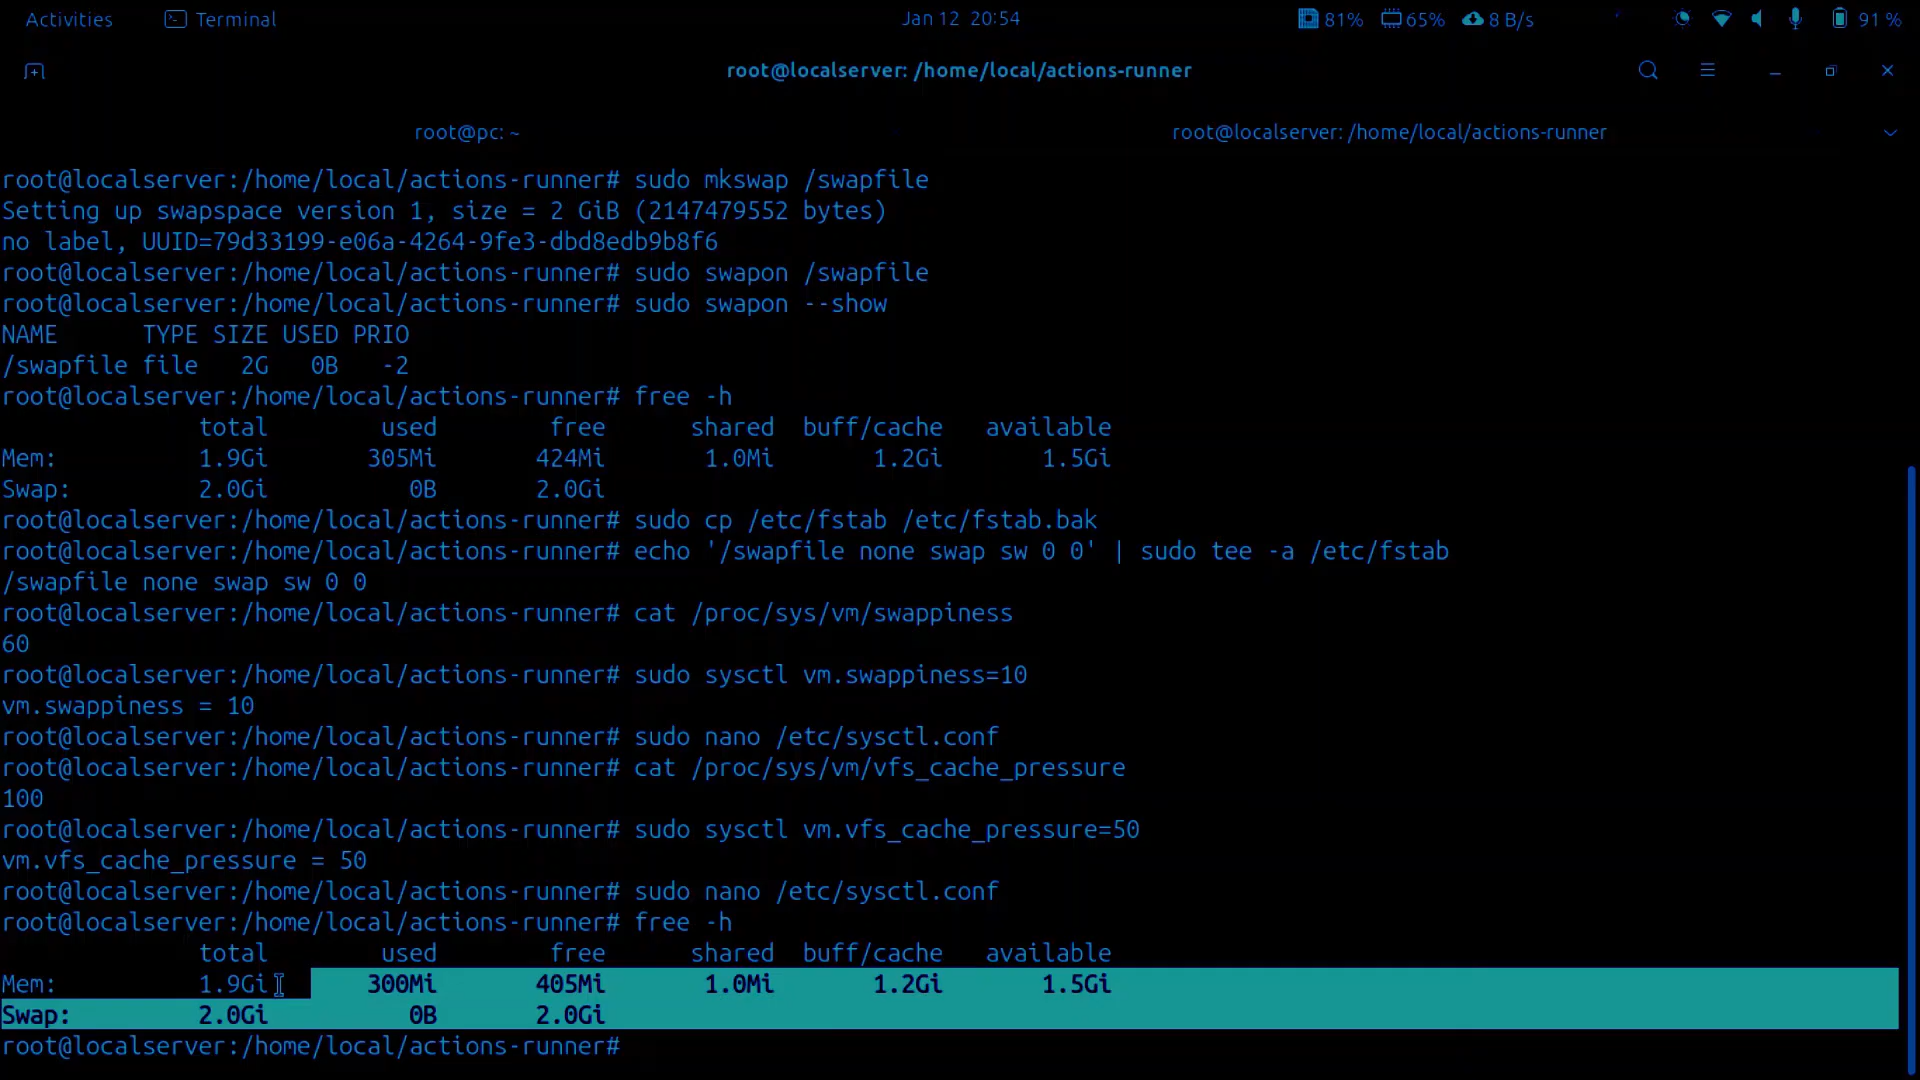 Activities Terminal Jan 12 20:54 81% 65% 8 B/s 91 %
root@localserver: /home/local/actions-runner
root@pc: ~ root@localserver: /home/local/actions-runner
root@localserver:/home/local/actions-runner# sudo mkswap /swapfile
Setting up swapspace version 1, size = 2 GiB (2147479552 bytes)
no label, UUID=79d33199-e06a-4264-9fe3-dbd8edb9b8f6
root@localserver:/home/local/actions-runner# sudo swapon /swapfile
root@localserver:/home/local/actions-runner# sudo swapon --show
NAME      TYPE SIZE USED PRIO
/swapfile file   2G   0B   -2
root@localserver:/home/local/actions-runner# free -h
total        used        free      shared  buff/cache   available
Mem:          1.9Gi       305Mi       424Mi       1.0Mi       1.2Gi       1.5Gi
Swap:         2.0Gi          0B       2.0Gi
root@localserver:/home/local/actions-runner# sudo cp /etc/fstab /etc/fstab.bak
root@localserver:/home/local/actions-runner# echo '/swapfile none swap sw 0 0' | sudo tee -a /etc/fstab
/swapfile none swap sw 0 0
root@localserver:/home/local/actions-runner# cat /proc/sys/vm/swappiness
60
root@localserver:/home/local/actions-runner# sudo sysctl vm.swappiness=10
vm.swappiness = 10
root@localserver:/home/local/actions-runner# sudo nano /etc/sysctl.conf
root@localserver:/home/local/actions-runner# cat /proc/sys/vm/vfs_cache_pressure
100
root@localserver:/home/local/actions-runner# sudo sysctl vm.vfs_cache_pressure=50
vm.vfs_cache_pressure = 50
root@localserver:/home/local/actions-runner# sudo nano /etc/sysctl.conf
root@localserver:/home/local/actions-runner# free -h
total        used        free      shared  buff/cache   available
Mem:          1.9Gi       300Mi       405Mi       1.0Mi       1.2Gi       1.5Gi
Swap:         2.0Gi          0B       2.0Gi
root@localserver:/home/local/actions-runner#